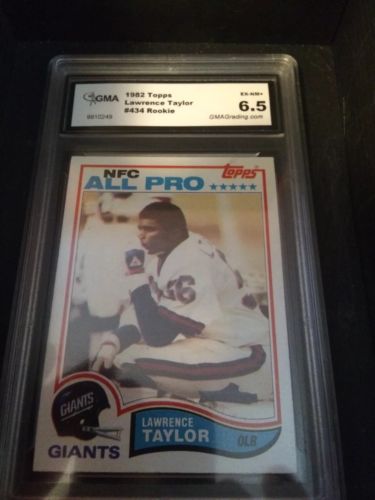 GMA
8810249
1982 Topps
Lawrence Taylor
#434 Rookie
EX-NM+
6.5
GMAGrading.com
NFC
ALL PRO
Topps
56
GIANTS
GIANTS
LAWRENCE
TAYLOR
OLB